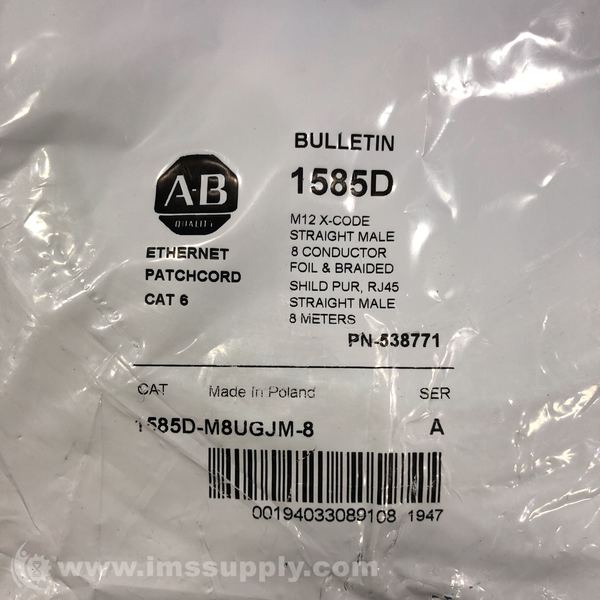 BULLETIN
1585D
A-B
QUALITY
M12 X-CODE
STRAIGHT MALE
8 CONDUCTOR
FOIL & BRAIDED
SHILD PUR, RJ45
STRAIGHT MALE
8 METERS
ETHERNET
PATCHCORD
CAT 6
PN-538771
CAT Made In Poland SER
1585D-M8UGJM-8 A
00194033089108 1947
www.imssupply.com